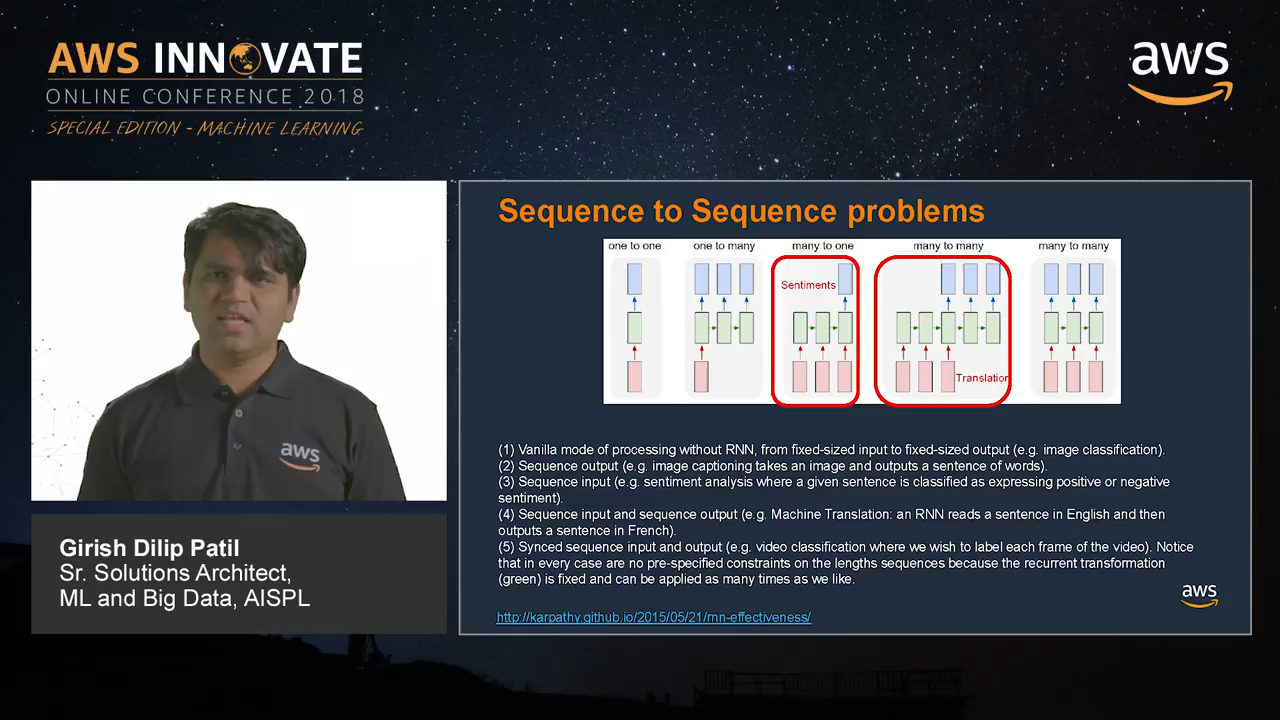 AWS INNOVATE
ONLINE CONFERENCE 2018
SPECIAL EDITION - MACHINE LEARNING
aws
aws
Girish Dilip Patil
Sr. Solutions Architect,
ML and Big Data, AISPL
Sequence to Sequence problems
one to one one to many many to one many to many many to many
Sentiments
Translation
(1) Vanilla mode of processing without RNN, from fixed-sized input to fixed-sized output (e.g. image classification).
(2) Sequence output (e.g. image captioning takes an image and outputs a sentence of words).
(3) Sequence input (e.g. sentiment analysis where a given sentence is classified as expressing positive or negative
sentiment).
(4) Sequence input and sequence output (e.g. Machine Translation: an RNN reads a sentence in English and then
outputs a sentence in French).
(5) Synced sequence input and output (e.g. video classification where we wish to label each frame of the video). Notice
that in every case are no pre-specified constraints on the lengths sequences because the recurrent transformation
(green) is fixed and can be applied as many times as we like.
aws
http://karpathy.github.io/2015/05/21/rnn-effectiveness/